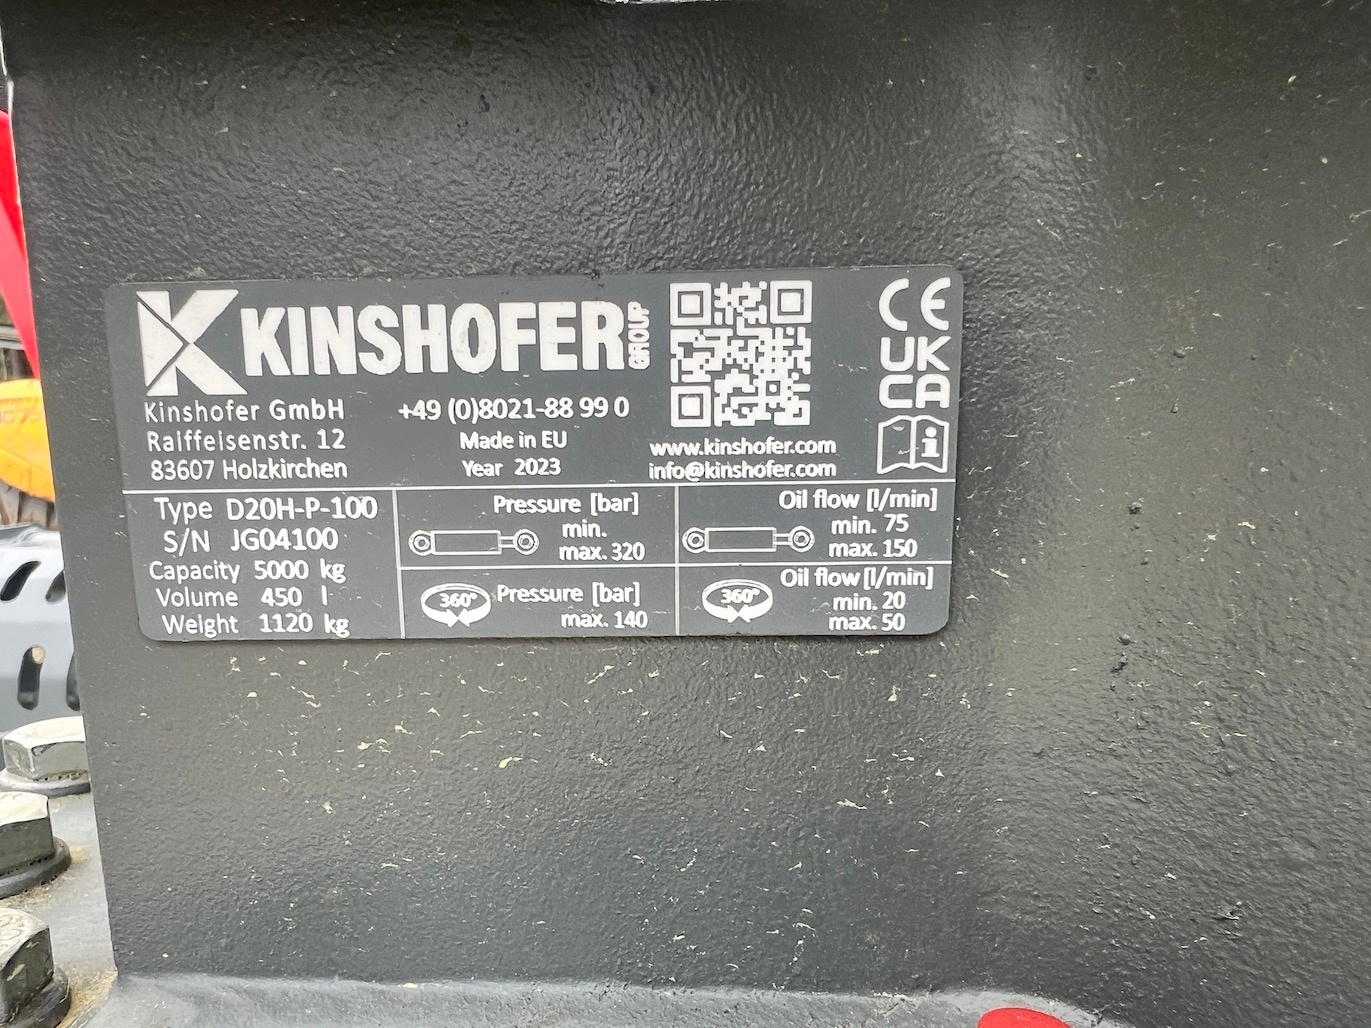 KINSHOFER GROUP
Kinshofer GmbH
Raiffeisenstr. 12
83607 Holzkirchen
+49 (0)8021-88 99 0
Made in EU
Year 2023
www.kinshofer.com
info@kinshofer.com
CE
UK
CA
i
Type D20H-P-100
S/N JG04100
Capacity 5000 kg
Volume 450 l
Weight 1120 kg
Pressure [bar]
min.
max. 320
Oil flow [l/min]
min. 75
max. 150
360°
Pressure [bar]
max. 140
360°
Oil flow [l/min]
min. 20
max. 50